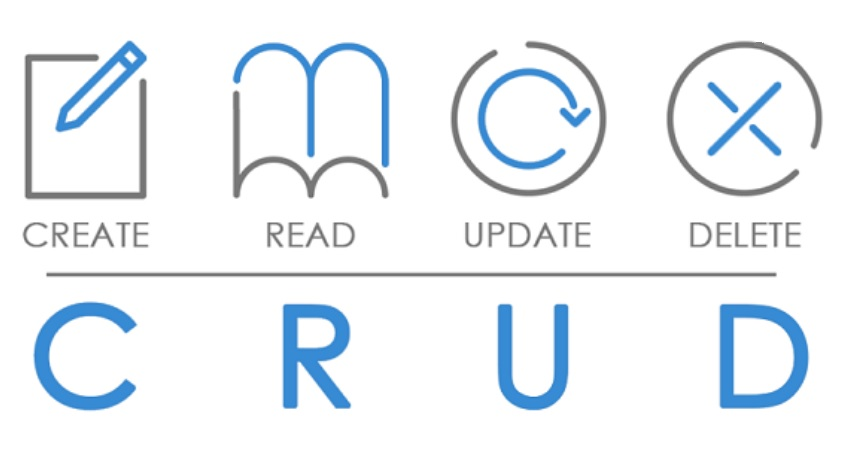 CREATE READ UPDATE DELETE
C R U D